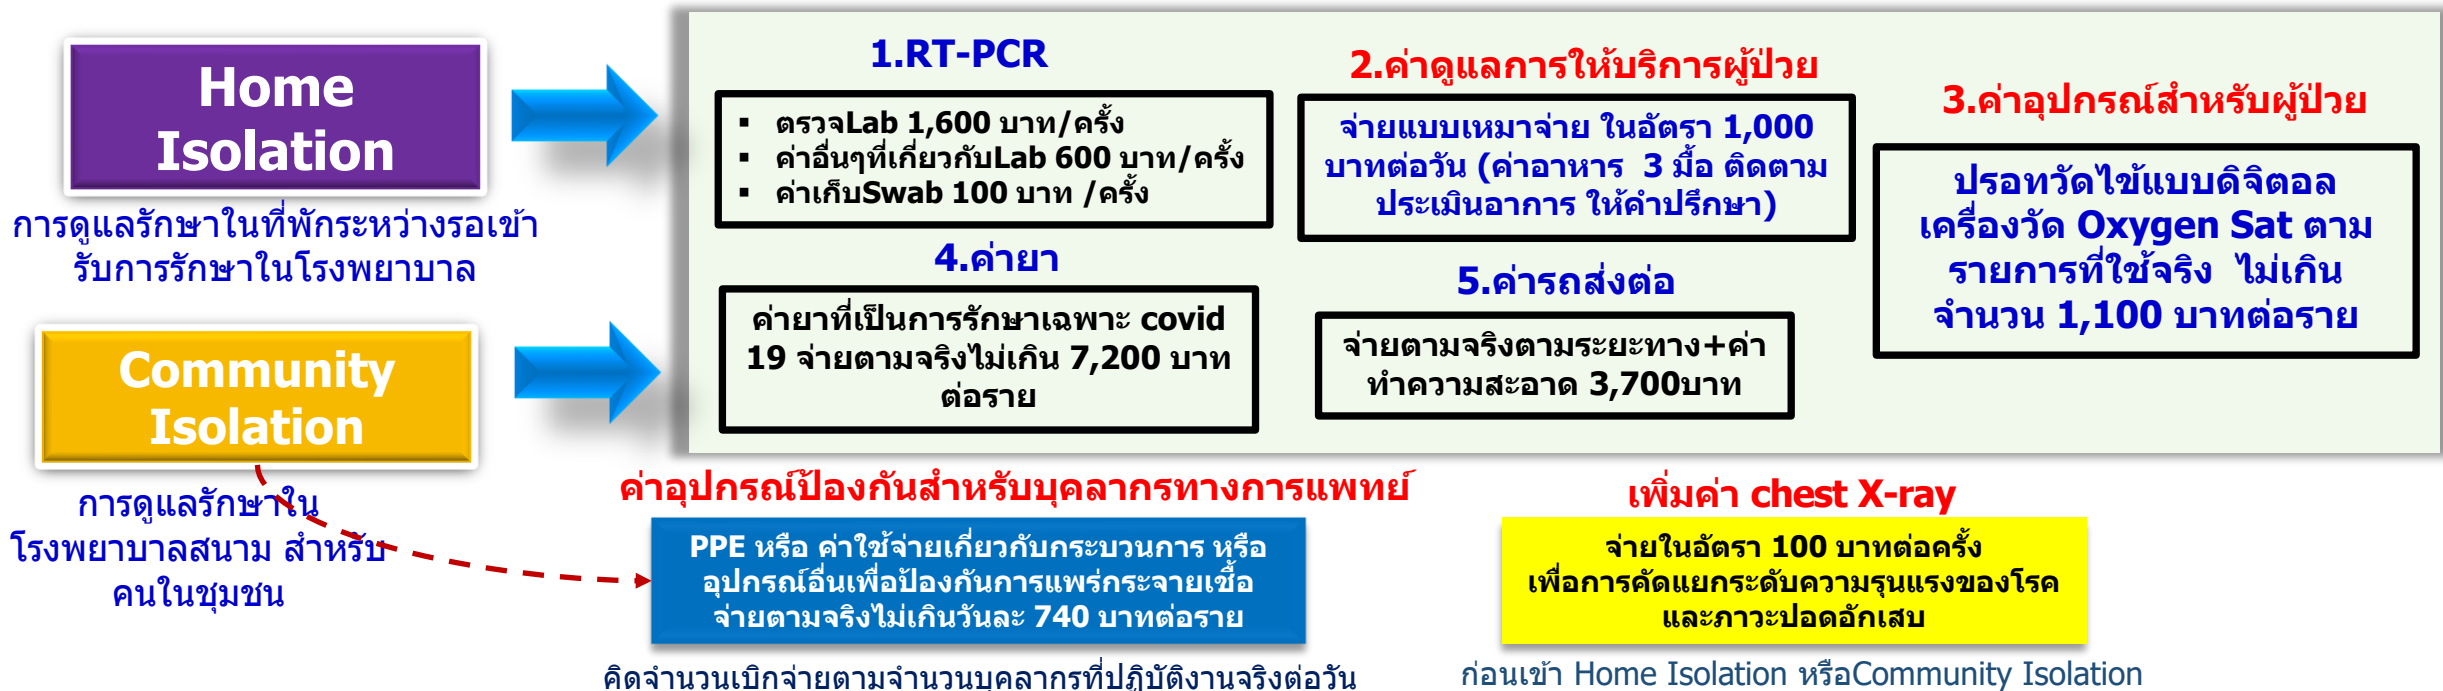 Home
Isolation
การดูแลรักษาในที่พักระหว่างรอเข้า
รับการรักษาในโรงพยาบาล
Community
Isolation
การดูแลรักษาใน
โรงพยาบาลสนาม สำหรับ
คนในชุมชน
1.RT-PCR
▪ ตรวจLab 1,600 บาท/ครั้ง
▪ ค่าอื่นๆที่เกี่ยวกับLab 600 บาท/ครั้ง
▪ ค่าเก็บSwab 100 บาท /ครั้ง
2.ค่าดูแลการให้บริการผู้ป่วย
จ่ายแบบเหมาจ่าย ในอัตรา 1,000
บาทต่อวัน (ค่าอาหาร 3 มื้อ ติดตาม
ประเมินอาการ ให้คำปรึกษา)
3.ค่าอุปกรณ์สำหรับผู้ป่วย
ปรอทวัดไข้แบบดิจิตอล
เครื่องวัด Oxygen Sat ตาม
รายการที่ใช้จริง ไม่เกิน
จำนวน 1,100 บาทต่อราย
4.ค่ายา
ค่ายาที่เป็นการรักษาเฉพาะ covid
19 จ่ายตามจริงไม่เกิน 7,200 บาท
ต่อราย
5.ค่ารถส่งต่อ
จ่ายตามจริงตามระยะทาง+ค่า
ทำความสะอาด 3,700บาท
ค่าอุปกรณ์ป้องกันสำหรับบุคลากรทางการแพทย์
PPE หรือ ค่าใช้จ่ายเกี่ยวกับกระบวนการ หรือ
อุปกรณ์อื่นเพื่อป้องกันการแพร่กระจายเชื้อ
จ่ายตามจริงไม่เกินวันละ 740 บาทต่อราย
คิดจำนวนเบิกจ่ายตามจำนวนบุคลากรที่ปฏิบัติงานจริงต่อวัน
เพิ่มค่า chest X-ray
จ่ายในอัตรา 100 บาทต่อครั้ง
เพื่อการคัดแยกระดับความรุนแรงของโรค
และภาวะปอดอักเสบ
ก่อนเข้า Home Isolation หรือCommunity Isolation